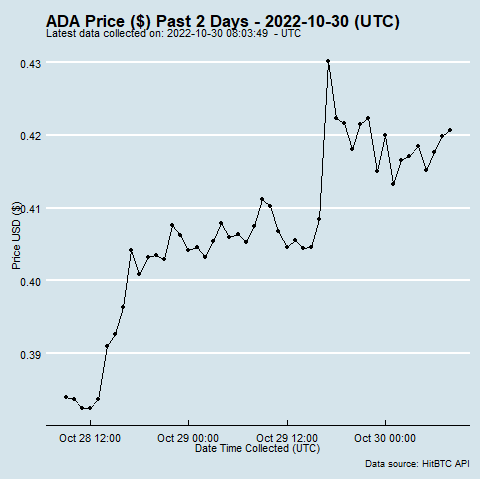 ADA Price ($) Past 2 Days - 2022-10-30 (UTC)
Latest data collected on: 2022-10-30 08:03:49  - UTC
0.43
0.42
0.41
0.40
0.39
Price USD ($)
Oct 28 12:00
Oct 29 00:00
Oct 29 12:00
Oct 30 00:00
Date Time Collected (UTC)
Data source: HitBTC API